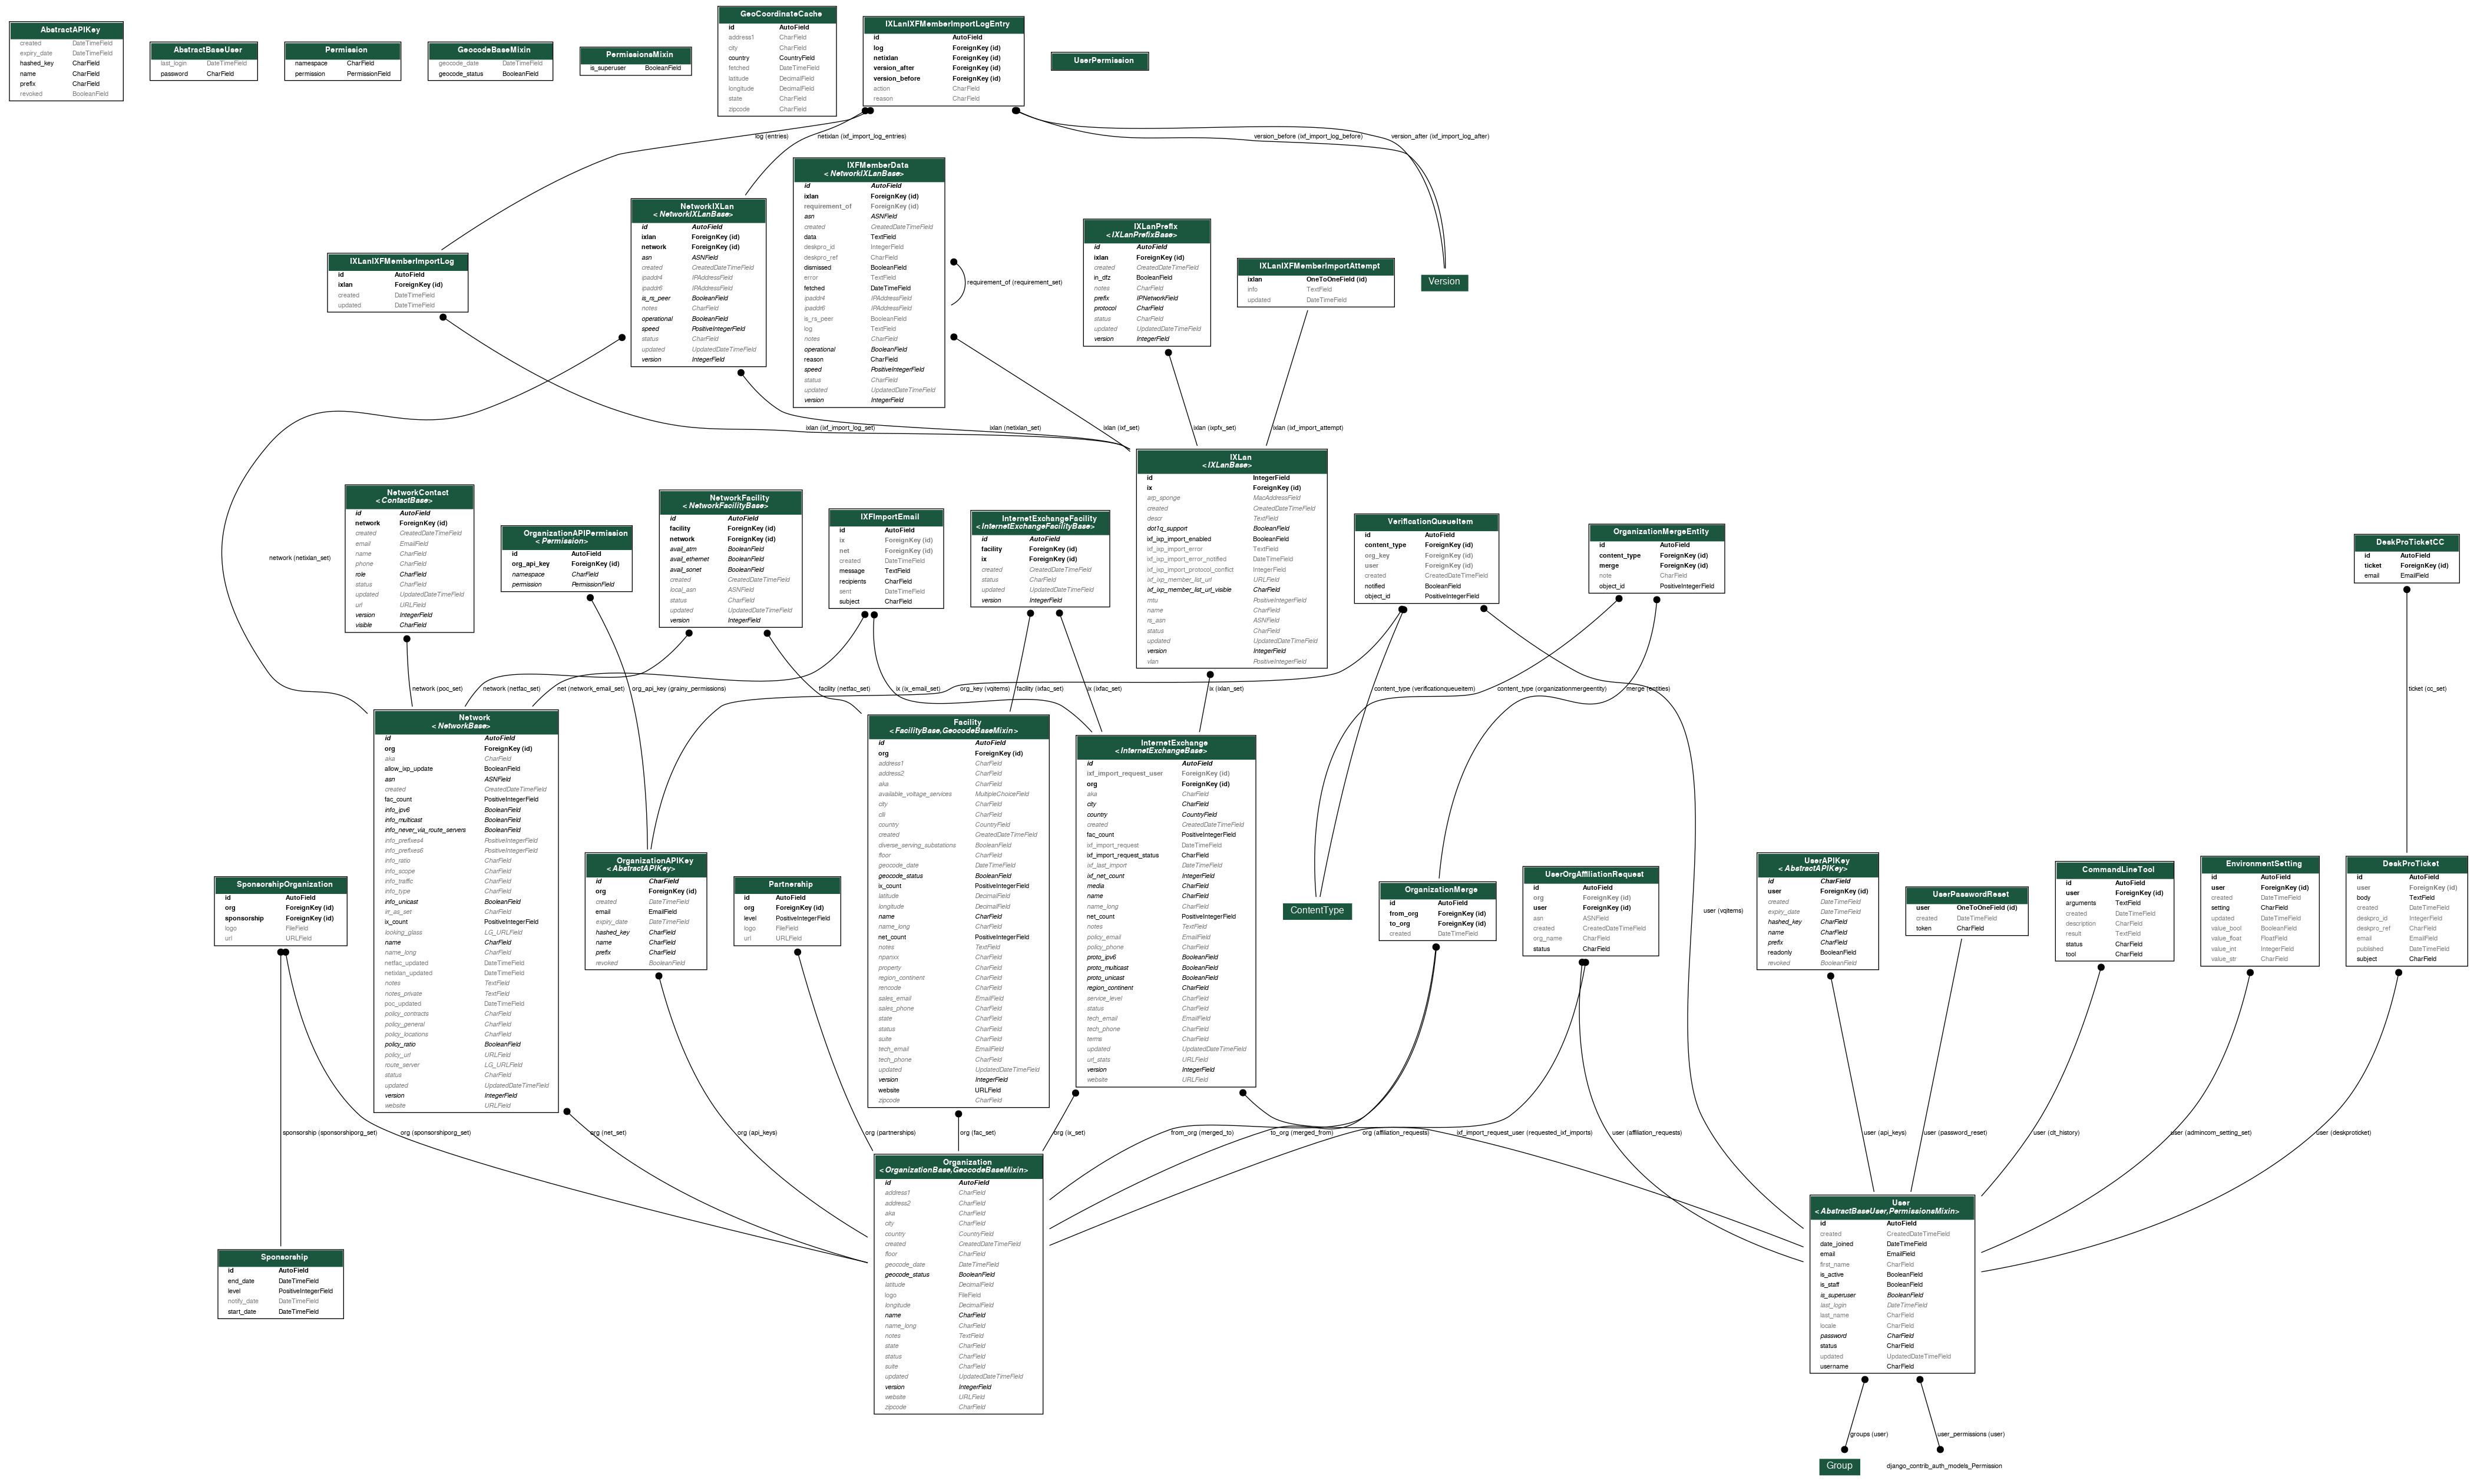 AbstractAPIKey
created DateTimeField
expiry_date DateTimeField
hashed_key CharField
name CharField
prefix CharField
revoked BooleanField
AbstractBaseUser
last_login DateTimeField
password CharField
Permission
namespace CharField
permission PermissionField
GeocodeBaseMixin
geocode_date DateTimeField
geocode_status BooleanField
PermissionsMixin
is_superuser BooleanField
GeoCoordinateCache
id AutoField
address1 CharField
city CharField
country CountryField
fetched DateTimeField
latitude DecimalField
longitude DecimalField
state CharField
zipcode CharField
IXLanIXFMemberImportLogEntry
id AutoField
log ForeignKey (id)
netixlan ForeignKey (id)
version_after ForeignKey (id)
version_before ForeignKey (id)
action CharField
reason CharField
UserPermission
log (entries)
netixlan (ixf_import_log_entries)
version_before (ixf_import_log_before)
version_after (ixf_import_log_after)
IXLanIXFMemberImportLog
id AutoField
ixlan ForeignKey (id)
created DateTimeField
updated DateTimeField
NetworkIXLan
<NetworkIXLanBase>
id AutoField
ixlan ForeignKey (id)
network ForeignKey (id)
asn ASNField
created CreatedDateTimeField
ipaddr4 IPAddressField
ipaddr6 IPAddressField
is_rs_peer BooleanField
notes CharField
operational BooleanField
speed PositiveIntegerField
status CharField
updated UpdatedDateTimeField
version IntegerField
IXFMemberData
<NetworkIXLanBase>
id AutoField
ixlan ForeignKey (id)
requirement_of ForeignKey (id)
asn ASNField
created CreatedDateTimeField
data TextField
deskpro_id IntegerField
deskpro_ref CharField
dismissed BooleanField
error TextField
fetched DateTimeField
ipaddr4 IPAddressField
ipaddr6 IPAddressField
is_rs_peer BooleanField
log TextField
notes CharField
operational BooleanField
reason CharField
speed PositiveIntegerField
status CharField
updated UpdatedDateTimeField
version IntegerField
requirement_of (requirement_set)
IXLanPrefix
<IXLanPrefixBase>
id AutoField
ixlan ForeignKey (id)
created CreatedDateTimeField
in_dfz BooleanField
notes CharField
prefix IPNetworkField
protocol CharField
status CharField
updated UpdatedDateTimeField
version IntegerField
IXLanIXFMemberImportAttempt
ixlan OneToOneField (id)
info TextField
updated DateTimeField
Version
ixlan (ixf_import_log_set)
ixlan (netixlan_set)
ixlan (ixf_set)
ixlan (ixpfx_set)
ixlan (ixf_import_attempt)
network (netixlan_set)
NetworkContact
<ContactBase>
id AutoField
network ForeignKey (id)
created CreatedDateTimeField
email EmailField
name CharField
phone CharField
role CharField
status CharField
updated UpdatedDateTimeField
url URLField
version IntegerField
visible CharField
OrganizationAPIPermission
<Permission>
id AutoField
org_api_key ForeignKey (id)
namespace CharField
permission PermissionField
NetworkFacility
<NetworkFacilityBase>
id AutoField
facility ForeignKey (id)
network ForeignKey (id)
avail_atm BooleanField
avail_ethernet BooleanField
avail_sonet BooleanField
created CreatedDateTimeField
local_asn ASNField
status CharField
updated UpdatedDateTimeField
version IntegerField
IXFImportEmail
id AutoField
ix ForeignKey (id)
net ForeignKey (id)
created DateTimeField
message TextField
recipients CharField
sent DateTimeField
subject CharField
InternetExchangeFacility
<InternetExchangeFacilityBase>
id AutoField
facility ForeignKey (id)
ix ForeignKey (id)
created CreatedDateTimeField
status CharField
updated UpdatedDateTimeField
version IntegerField
IXLan
<IXLanBase>
id IntegerField
ix ForeignKey (id)
arp_sponge MacAddressField
created CreatedDateTimeField
descr TextField
dot1q_support BooleanField
ixf_ixp_import_enabled BooleanField
ixf_ixp_import_error TextField
ixf_ixp_import_error_notified DateTimeField
ixf_ixp_import_protocol_conflict IntegerField
ixf_ixp_member_list_url URLField
ixf_ixp_member_list_url_visible CharField
mtu PositiveIntegerField
name CharField
rs_asn ASNField
status CharField
updated UpdatedDateTimeField
version IntegerField
vlan PositiveIntegerField
VerificationQueueItem
id AutoField
content_type ForeignKey (id)
org_key ForeignKey (id)
user ForeignKey (id)
created CreatedDateTimeField
notified BooleanField
object_id PositiveIntegerField
OrganizationMergeEntity
id AutoField
content_type ForeignKey (id)
merge ForeignKey (id)
note CharField
object_id PositiveIntegerField
DeskProTicketCC
id AutoField
ticket ForeignKey (id)
email EmailField
network (poc_set)
network (netfac_set)
net (network_email_set)
org_api_key (grainy_permissions)
facility (netfac_set)
ix (ix_email_set)
org_key (vqitems)
facility (ixfac_set)
ix (ixfac_set)
ix (ixlan_set)
content_type (verificationqueueitem)
content_type (organizationmergeentity)
merge (entities)
ticket (cc_set)
Network
<NetworkBase>
id AutoField
org ForeignKey (id)
aka CharField
allow_ixp_update BooleanField
asn ASNField
created CreatedDateTimeField
fac_count PositiveIntegerField
info_ipv6 BooleanField
info_multicast BooleanField
info_never_via_route_servers BooleanField
info_prefixes4 PositiveIntegerField
info_prefixes6 PositiveIntegerField
info_ratio CharField
info_scope CharField
info_traffic CharField
info_type CharField
info_unicast BooleanField
irr_as_set CharField
ix_count PositiveIntegerField
looking_glass LG_URLField
name CharField
name_long CharField
netfac_updated DateTimeField
netixlan_updated DateTimeField
notes TextField
notes_private TextField
poc_updated DateTimeField
policy_contracts CharField
policy_general CharField
policy_locations CharField
policy_ratio BooleanField
policy_url URLField
route_server LG_URLField
status CharField
updated UpdatedDateTimeField
version IntegerField
website URLField
Facility
<FacilityBase,GeocodeBaseMixin>
id AutoField
org ForeignKey (id)
address1 CharField
address2 CharField
aka CharField
available_voltage_services MultipleChoiceField
city CharField
clli CharField
country CountryField
created CreatedDateTimeField
diverse_serving_substations BooleanField
floor CharField
geocode_date DateTimeField
geocode_status BooleanField
ix_count PositiveIntegerField
latitude DecimalField
longitude DecimalField
name CharField
name_long CharField
net_count PositiveIntegerField
notes TextField
npanxx CharField
property CharField
region_continent CharField
rencode CharField
sales_email EmailField
sales_phone CharField
state CharField
status CharField
suite CharField
tech_email EmailField
tech_phone CharField
updated UpdatedDateTimeField
version IntegerField
website URLField
zipcode CharField
InternetExchange
<InternetExchangeBase>
id AutoField
ixf_import_request_user ForeignKey (id)
org ForeignKey (id)
aka CharField
city CharField
country CountryField
created CreatedDateTimeField
fac_count PositiveIntegerField
ixf_import_request DateTimeField
ixf_import_request_status CharField
ixf_last_import DateTimeField
ixf_net_count IntegerField
media CharField
name CharField
name_long CharField
net_count PositiveIntegerField
notes TextField
policy_email EmailField
policy_phone CharField
proto_ipv6 BooleanField
proto_multicast BooleanField
proto_unicast BooleanField
region_continent CharField
service_level CharField
status CharField
tech_email EmailField
tech_phone CharField
terms CharField
updated UpdatedDateTimeField
url_stats URLField
version IntegerField
website URLField
SponsorshipOrganization
id AutoField
org ForeignKey (id)
sponsorship ForeignKey (id)
logo FileField
url URLField
OrganizationAPIKey
<AbstractAPIKey>
id CharField
org ForeignKey (id)
created DateTimeField
email EmailField
expiry_date DateTimeField
hashed_key CharField
name CharField
prefix CharField
revoked BooleanField
Partnership
id AutoField
org ForeignKey (id)
level PositiveIntegerField
logo FileField
url URLField
ContentType
OrganizationMerge
id AutoField
from_org ForeignKey (id)
to_org ForeignKey (id)
created DateTimeField
UserOrgAffiliationRequest
id AutoField
org ForeignKey (id)
user ForeignKey (id)
asn ASNField
created CreatedDateTimeField
org_name CharField
status CharField
user (vqitems)
UserAPIKey
<AbstractAPIKey>
id CharField
user ForeignKey (id)
created DateTimeField
expiry_date DateTimeField
hashed_key CharField
name CharField
prefix CharField
readonly BooleanField
revoked BooleanField
UserPasswordReset
user OneToOneField (id)
created DateTimeField
token CharField
CommandLineTool
id AutoField
user ForeignKey (id)
arguments TextField
created DateTimeField
description CharField
result TextField
status CharField
tool CharField
EnvironmentSetting
id AutoField
user ForeignKey (id)
created DateTimeField
setting CharField
updated DateTimeField
value_bool BooleanField
value_float FloatField
value_int IntegerField
value_str CharField
DeskProTicket
id AutoField
user ForeignKey (id)
body TextField
created DateTimeField
deskpro_id IntegerField
deskpro_ref CharField
email EmailField
published DateTimeField
subject CharField
sponsorship (sponsorshiporg_set)
org (sponsorshiporg_set)
org (net_set)
org (api_keys)
org (partnerships)
org (fac_set)
org (ix_set)
from_org (merged_to)
to_org (merged_from)
org (affiliation_requests)
ixf_import_request_user (requested_ixf_imports)
user (affiliation_requests)
user (api_keys)
user (password_reset)
user (clt_history)
user (admincom_setting_set)
user (deskproticket)
Sponsorship
id AutoField
end_date DateTimeField
level PositiveIntegerField
notify_date DateTimeField
start_date DateTimeField
Organization
<OrganizationBase,GeocodeBaseMixin>
id AutoField
address1 CharField
address2 CharField
aka CharField
city CharField
country CountryField
created CreatedDateTimeField
floor CharField
geocode_date DateTimeField
geocode_status BooleanField
latitude DecimalField
logo FileField
longitude DecimalField
name CharField
name_long CharField
notes TextField
state CharField
status CharField
suite CharField
updated UpdatedDateTimeField
version IntegerField
website URLField
zipcode CharField
User
<AbstractBaseUser,PermissionsMixin>
id AutoField
created CreatedDateTimeField
date_joined DateTimeField
email EmailField
first_name CharField
is_active BooleanField
is_staff BooleanField
is_superuser BooleanField
last_login DateTimeField
last_name CharField
locale CharField
password CharField
status CharField
updated UpdatedDateTimeField
username CharField
groups (user)
user_permissions (user)
Group
django_contrib_auth_models_Permission